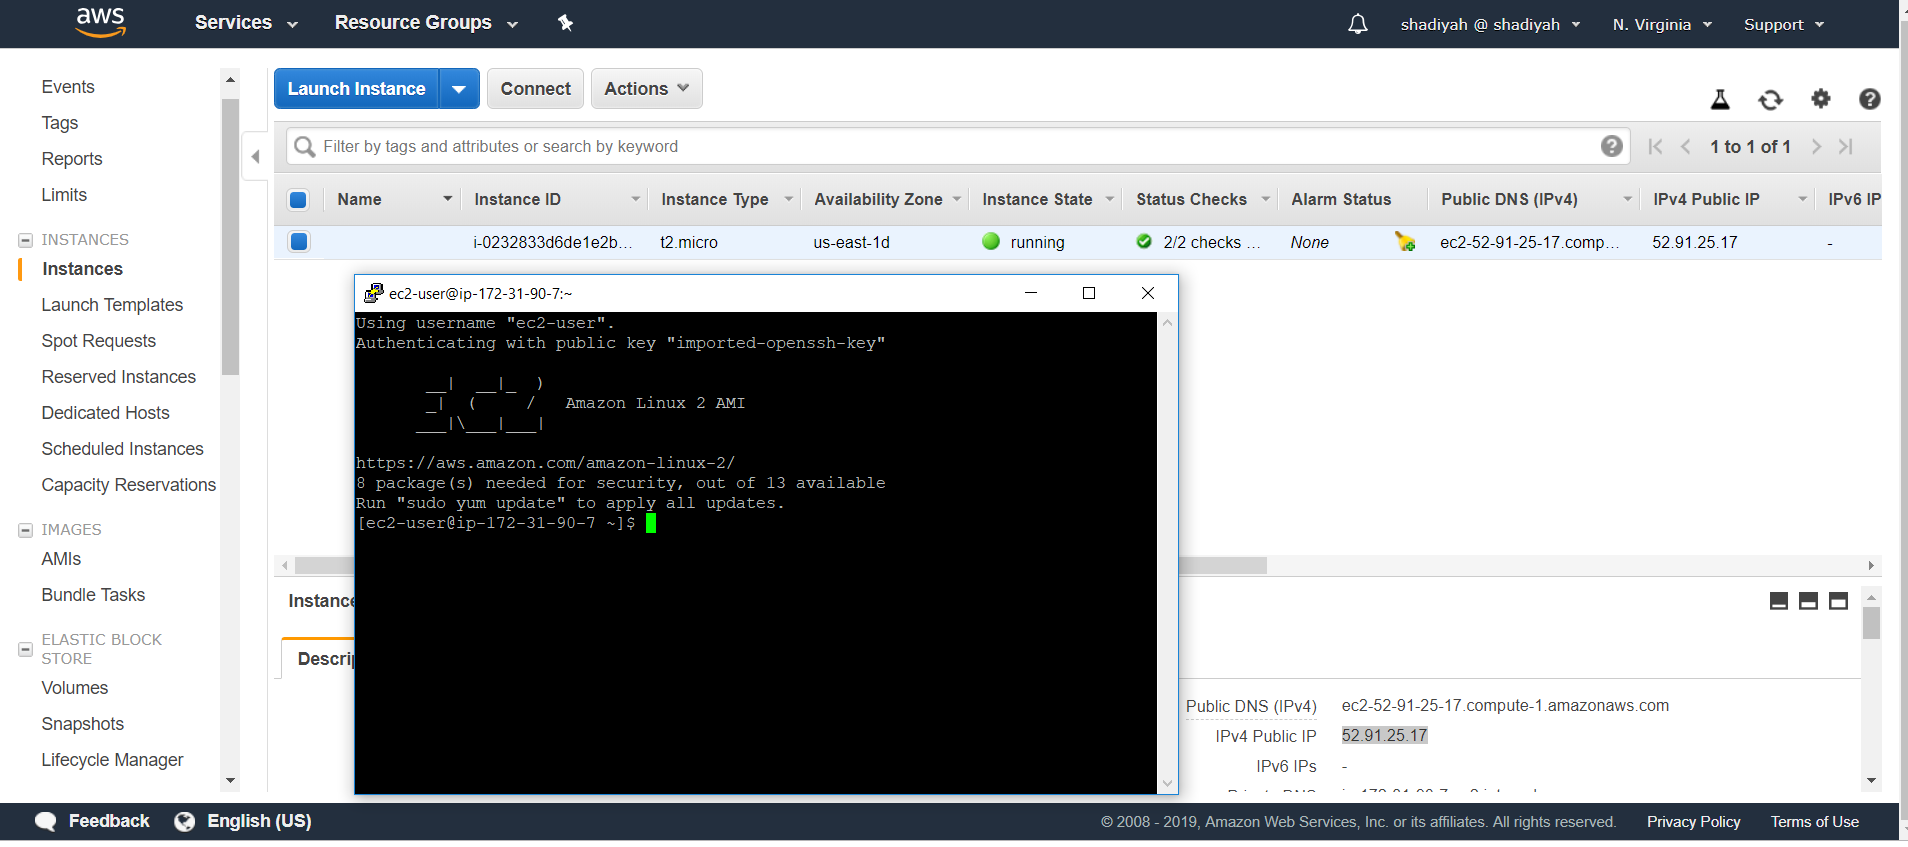 aws Services Resource Groups shadiyah @ shadiyah N. Virginia Support
Events
Tags
Reports
Limits
INSTANCES
Instances
Launch Templates
Spot Requests
Reserved Instances
Dedicated Hosts
Scheduled Instances
Capacity Reservations
IMAGES
AMIs
Bundle Tasks
ELASTIC BLOCK
STORE
Volumes
Snapshots
Lifecycle Manager
Launch Instance Connect Actions
Filter by tags and attributes or search by keyword 1 to 1 of 1
Name Instance ID Instance Type Availability Zone Instance State Status Checks Alarm Status Public DNS (IPv4) IPv4 Public IP IPv6 IP
i-0232833d6de1e2b... t2.micro us-east-1d running 2/2 checks ... None ec2-52-91-25-17.comp... 52.91.25.17 -
ec2-user@ip-172-31-90-7:~
Using username "ec2-user".
Authenticating with public key "imported-openssh-key"
__| __|_ )
_| ( / Amazon Linux 2 AMI
___|\___|___|
https://aws.amazon.com/amazon-linux-2/
8 package(s) needed for security, out of 13 available
Run "sudo yum update" to apply all updates.
[ec2-user@ip-172-31-90-7 ~]$
Instance
Descrip
Public DNS (IPv4) ec2-52-91-25-17.compute-1.amazonaws.com
IPv4 Public IP 52.91.25.17
IPv6 IPs -
Feedback English (US) © 2008 - 2019, Amazon Web Services, Inc. or its affiliates. All rights reserved. Privacy Policy Terms of Use